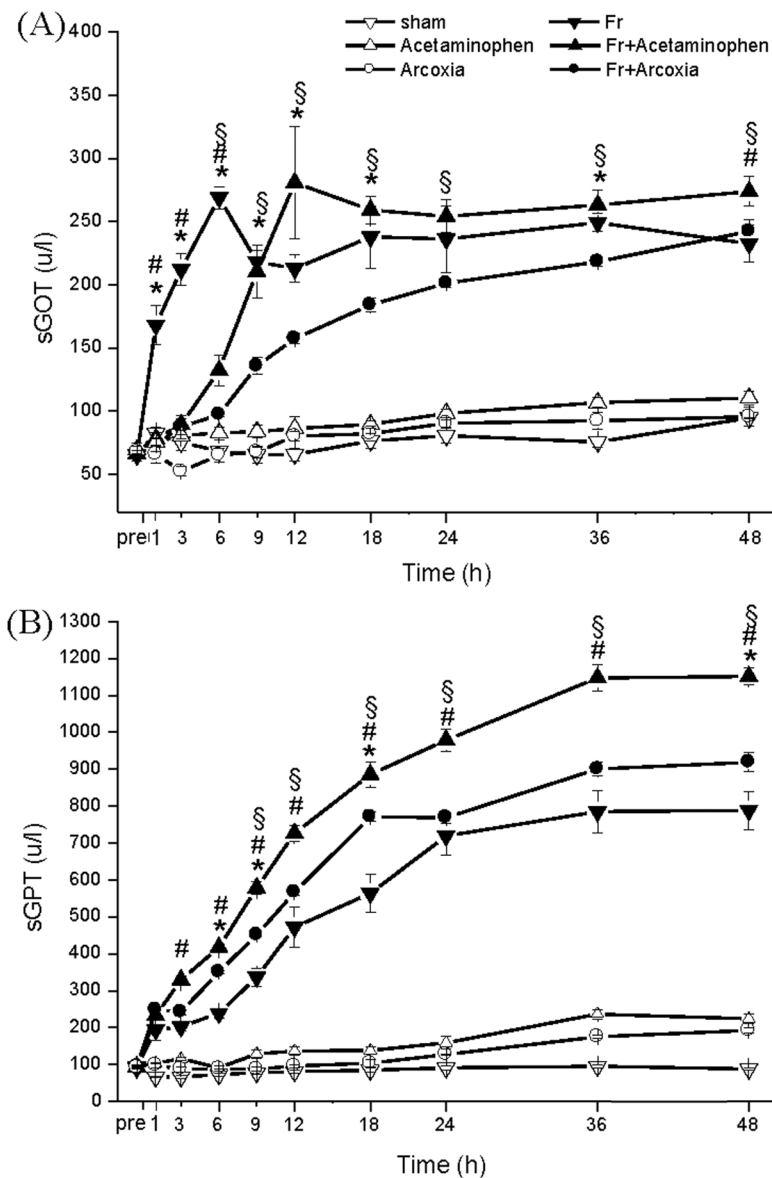 (A)
sham Fr
Acetaminophen Fr+Acetaminophen
Arcoxia Fr+Arcoxia
400
350
300
250
200
150
100
50
sGOT (u/l)
# *
# *
§ # *
§ *
§ *
§ *
§
§ *
§ #
pre 1 3 6 9 12 18 24 36 48
Time (h)
(B)
1300
1200
1100
1000
900
800
700
600
500
400
300
200
100
0
sGPT (u/l)
#
# *
§ # *
§ #
§ # *
§ #
§ #
§ # *
pre 1 3 6 9 12 18 24 36 48
Time (h)